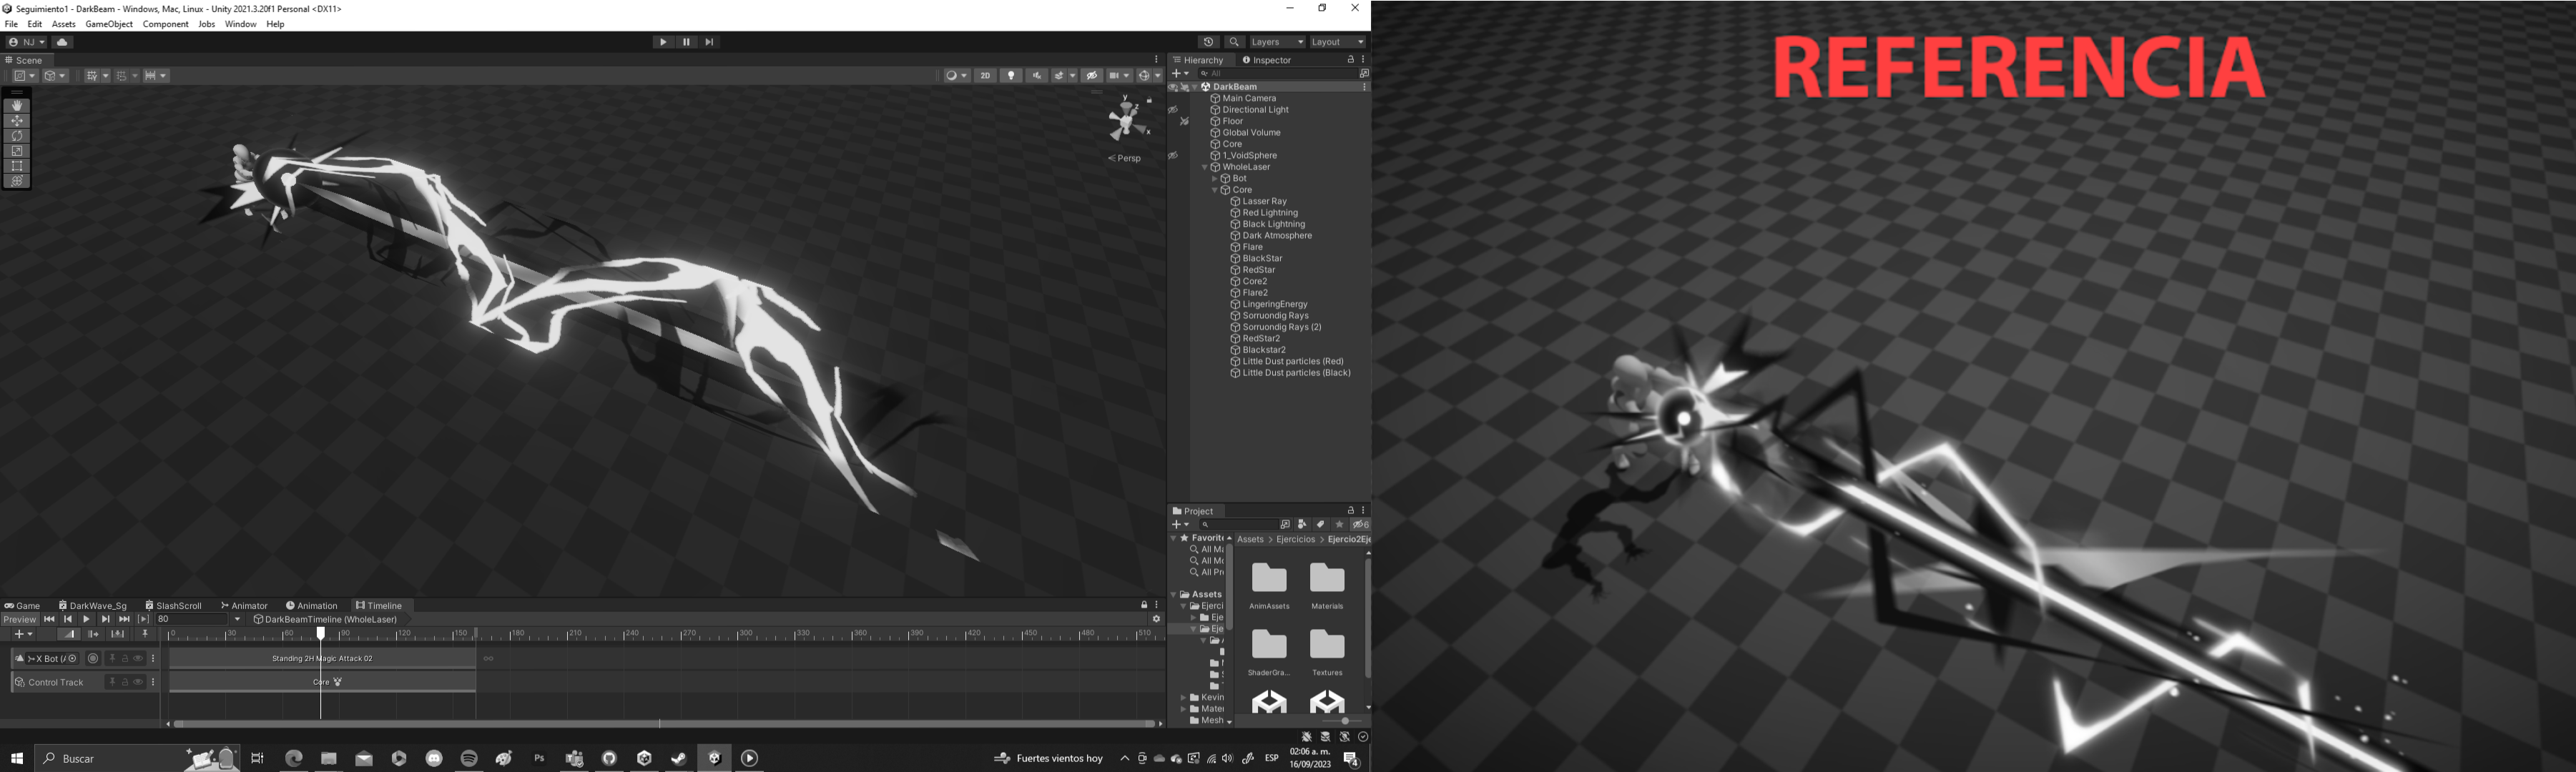 Seguimiento1 - DarkBeam - Windows, Mac, Linux - Unity 2021.3.20f1 Personal <DX11>
File Edit Assets GameObject Component Jobs Window Help
NJ
Layers Layout
Scene
2D
y
z
x
Persp
Hierarchy Inspector
All
DarkBeam
Main Camera
Directional Light
Floor
Global Volume
Core
1_VoidSphere
WholeLaser
Bot
Core
Lasser Ray
Red Lightning
Black Lightning
Dark Atmosphere
Flare
BlackStar
RedStar
Core2
Flare2
LingeringEnergy
Sorruondig Rays
Sorruondig Rays (2)
RedStar2
Blackstar2
Little Dust particles (Red)
Little Dust particles (Black)
Project
6
Favorite
All Ma
All Mo
All Pr
Assets
Ejerci
Eje
Eje
Kevin
Mater
Mesh
Assets > Ejercicios > Ejercio2Eje
AnimAssets Materials
ShaderGra... Textures
Game DarkWave_Sg SlashScroll Animator Animation Timeline
Preview 80 DarkBeamTimeline (WholeLaser)
0 30 60 90 120 150 180 210 240 270 300 330 360 390 420 450 480 510
X Bot (A Standing 2H Magic Attack 02
Control Track Core
Buscar
Ps
Fuertes vientos hoy
ESP
02:06 a. m.
16/09/2023
4
REFERENCIA